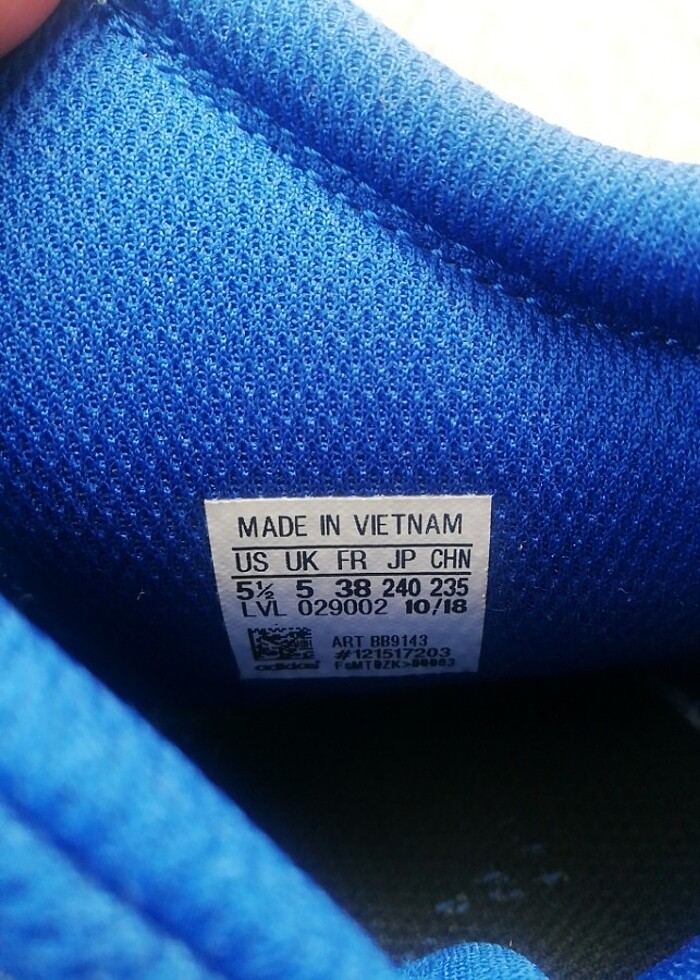 MADE IN VIETNAM
US UK FR JP CHN
5½ 5 38 240 235
LVL 029002 10/18
ART BB9143
#121517203
adidas